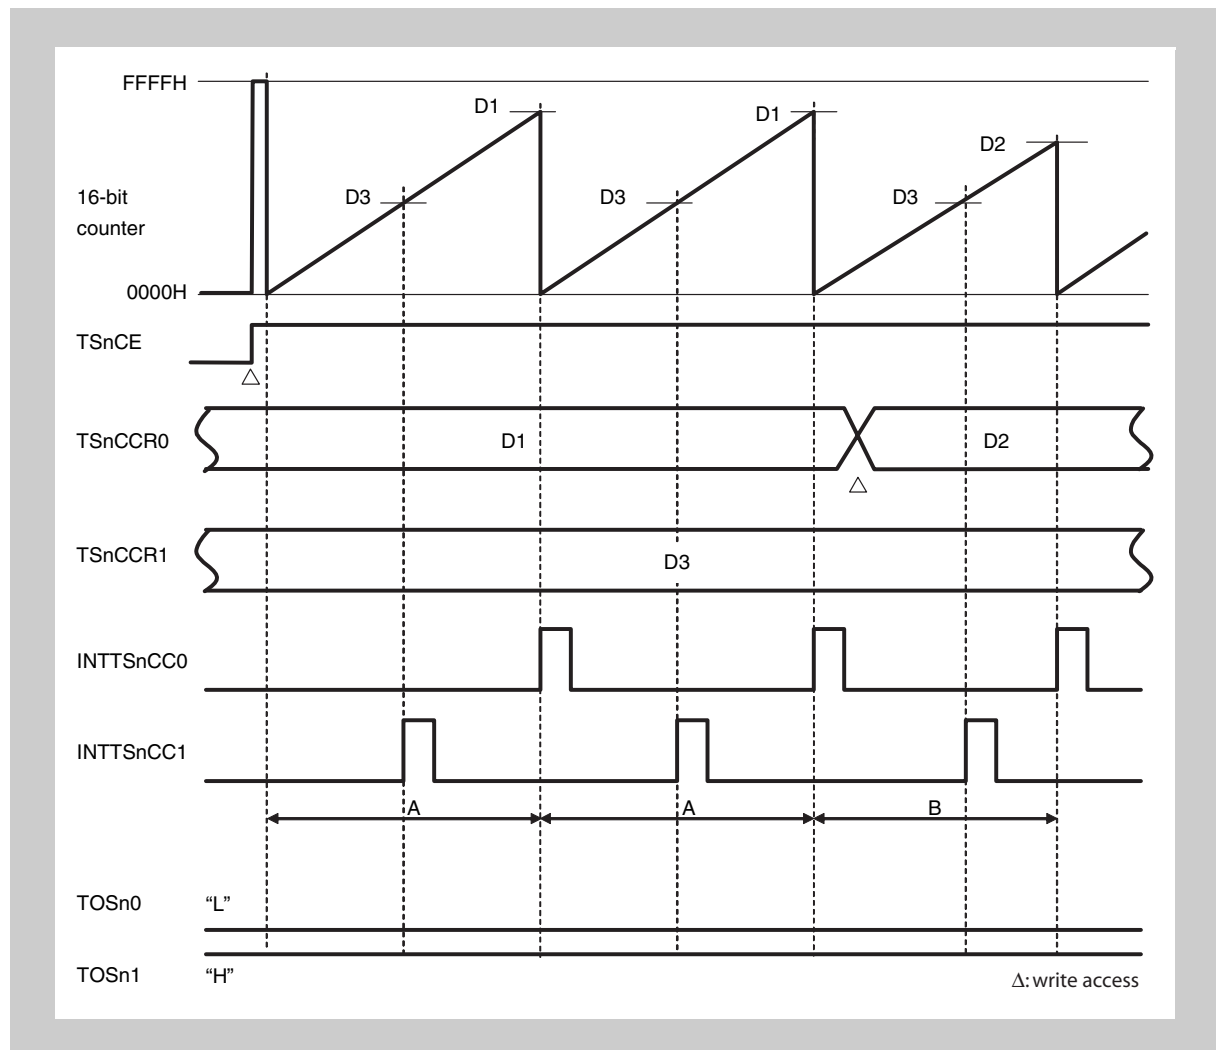 FFFFH
D1
D1
D2
16-bit
counter
D3
D3
D3
0000H
TSnCE
△
TSnCCR0
D1
D2
△
TSnCCR1
D3
INTTSnCC0
INTTSnCC1
A
A
B
TOSn0
“L”
TOSn1
“H”
Δ: write access